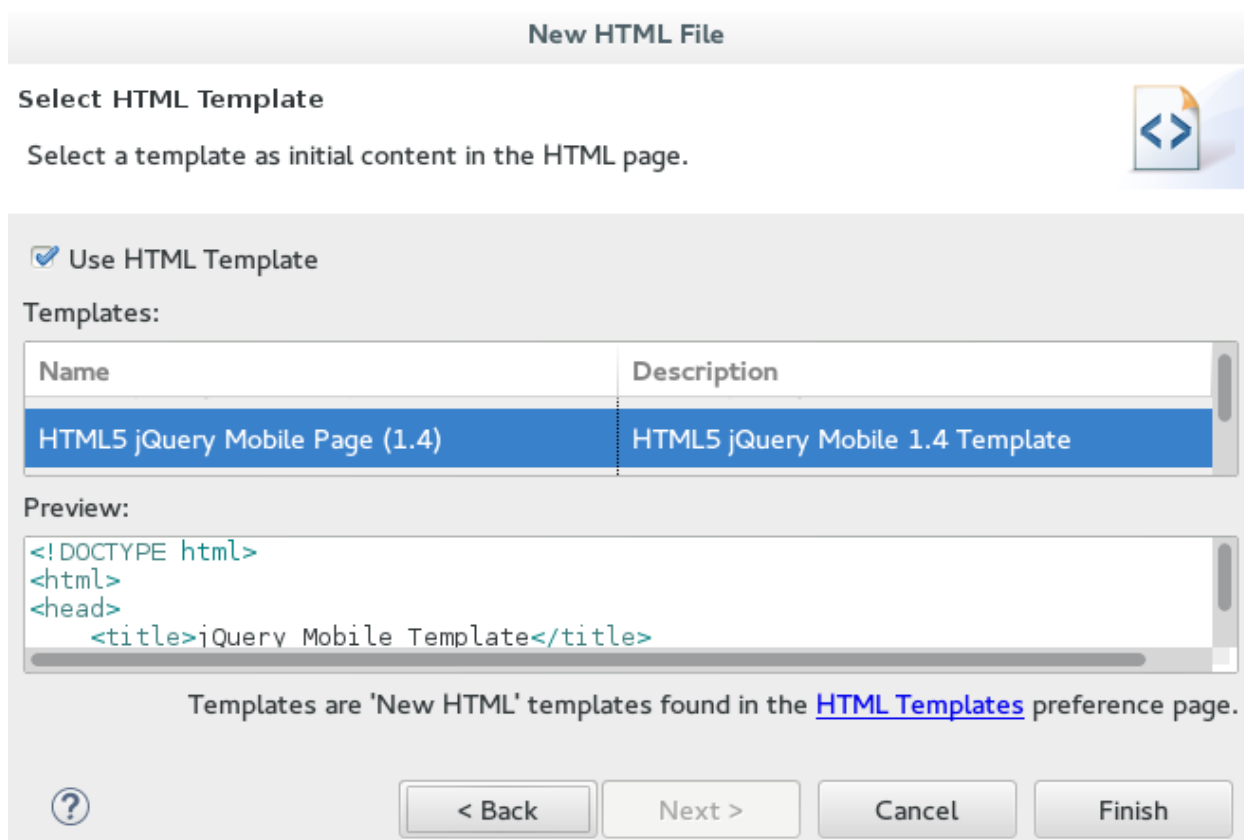 New HTML File
Select HTML Template
Select a template as initial content in the HTML page.
Use HTML Template
Templates:
Name Description
HTML5 jQuery Mobile Page (1.4) HTML5 jQuery Mobile 1.4 Template
Preview:
<!DOCTYPE html>
<html>
<head>
<title>jQuery Mobile Template</title>
Templates are 'New HTML' templates found in the HTML Templates preference page.
? < Back Next > Cancel Finish